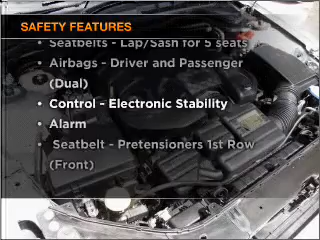 SAFETY FEATURES
• Seatbelts - Lap/Sash for 5 seats
• Airbags - Driver and Passenger
(Dual)
• Control - Electronic Stability
• Alarm
• Seatbelt - Pretensioners 1st Row
(Front)